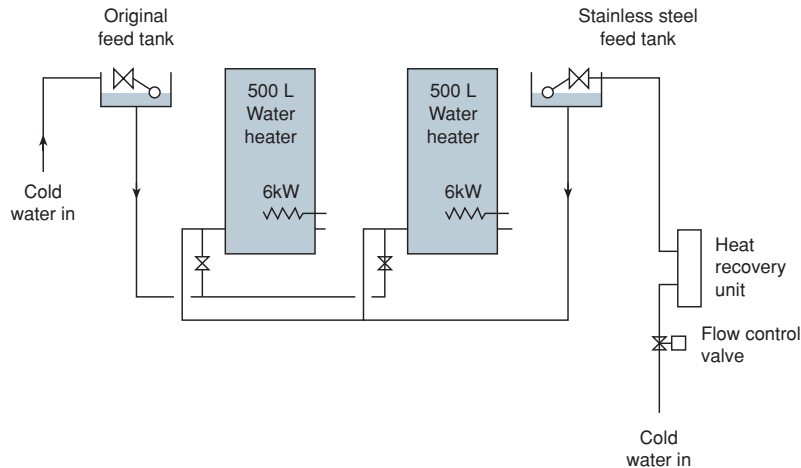 Original
feed tank
Stainless steel
feed tank
500 L
Water
heater
500 L
Water
heater
6kW
6kW
Cold
water in
Heat
recovery
unit
Flow control
valve
Cold
water in